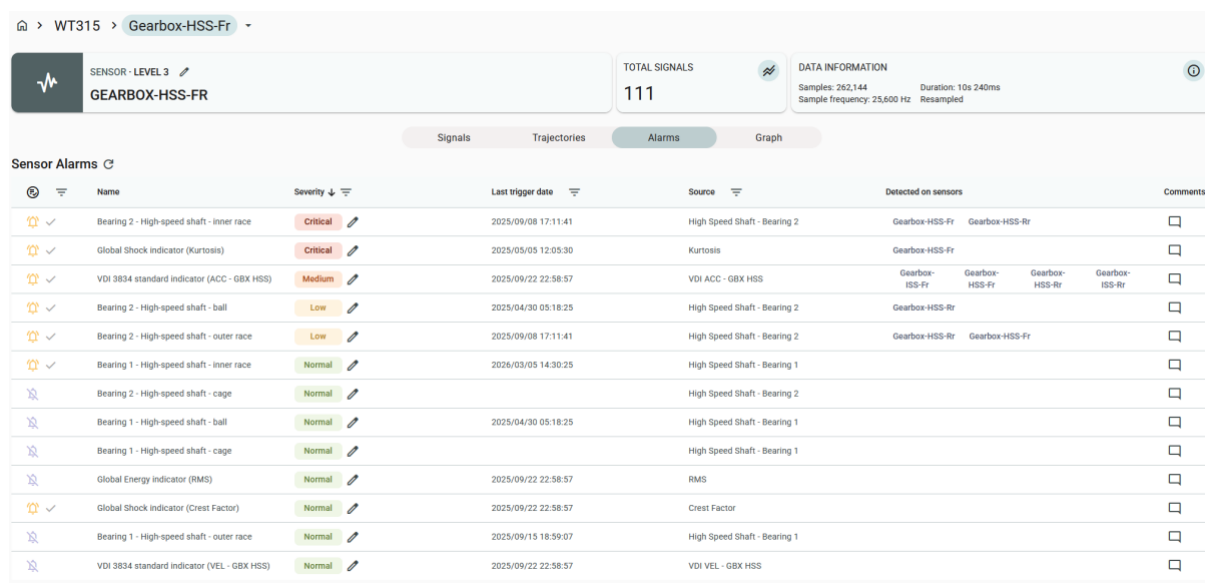 WT315 > Gearbox-HSS-Fr
SENSOR - LEVEL 3
GEARBOX-HSS-FR
TOTAL SIGNALS
111
DATA INFORMATION
Samples: 262,144 Duration: 10s 240ms
Sample frequency: 25,600 Hz Resampled
Signals Trajectories Alarms Graph
Sensor Alarms
Name Severity Last trigger date Source Detected on sensors Comments
Bearing 2 - High-speed shaft - inner race Critical 2025/09/08 17:11:41 High Speed Shaft - Bearing 2 Gearbox-HSS-Fr Gearbox-HSS-Rr
Global Shock indicator (Kurtosis) Critical 2025/05/05 12:05:30 Kurtosis Gearbox-HSS-Fr
VDI 3834 standard indicator (ACC - GBX HSS) Medium 2025/09/22 22:58:57 VDI ACC - GBX HSS Gearbox-ISS-Fr Gearbox-HSS-Fr Gearbox-HSS-Rr Gearbox-ISS-Rr
Bearing 2 - High-speed shaft - ball Low 2025/04/30 05:18:25 High Speed Shaft - Bearing 2 Gearbox-HSS-Rr
Bearing 2 - High-speed shaft - outer race Low 2025/09/08 17:11:41 High Speed Shaft - Bearing 2 Gearbox-HSS-Rr Gearbox-HSS-Fr
Bearing 1 - High-speed shaft - inner race Normal 2026/03/05 14:30:25 High Speed Shaft - Bearing 1
Bearing 2 - High-speed shaft - cage Normal High Speed Shaft - Bearing 2
Bearing 1 - High-speed shaft - ball Normal 2025/04/30 05:18:25 High Speed Shaft - Bearing 1
Bearing 1 - High-speed shaft - cage Normal High Speed Shaft - Bearing 1
Global Energy indicator (RMS) Normal 2025/09/22 22:58:57 RMS
Global Shock indicator (Crest Factor) Normal 2025/09/22 22:58:57 Crest Factor
Bearing 1 - High-speed shaft - outer race Normal 2025/09/15 18:59:07 High Speed Shaft - Bearing 1
VDI 3834 standard indicator (VEL - GBX HSS) Normal 2025/09/22 22:58:57 VDI VEL - GBX HSS